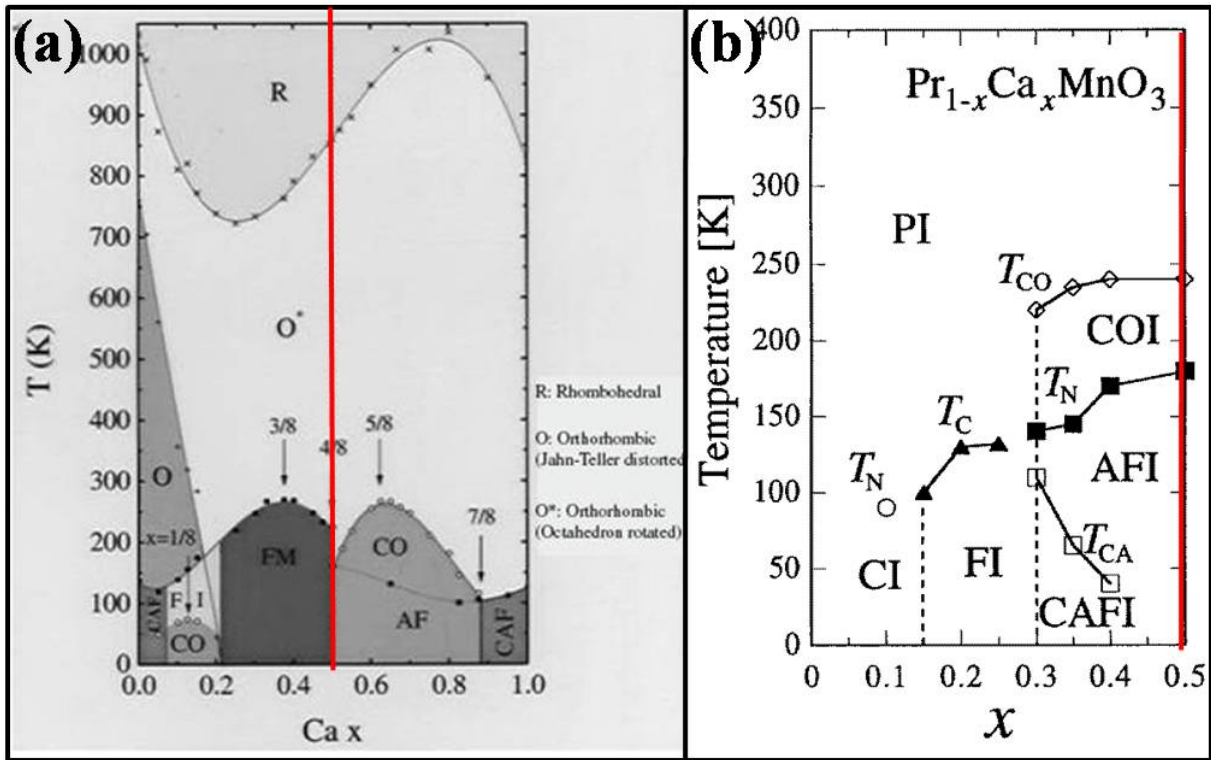 (a)
1000
900
800
700
600
500
400
300
200
100
0
T (K)
0.0
0.2
0.4
0.6
0.8
1.0
Ca x
R
O*
O
3/8
4/8
5/8
7/8
x=1/8
CAF
F I
CO
FM
CO
AF
CAF
R: Rhombohedral
O: Orthorhombic
(Jahn-Teller distorted
O*: Orthorhombic
(Octahedron rotated)
(b)
400
350
300
250
200
150
100
50
0
Temperature [K]
0
0.1
0.2
0.3
0.4
0.5
x
Pr1-xCaxMnO3
PI
TCO
COI
TN
TC
TN
AFI
TCA
CI
FI
CAFI